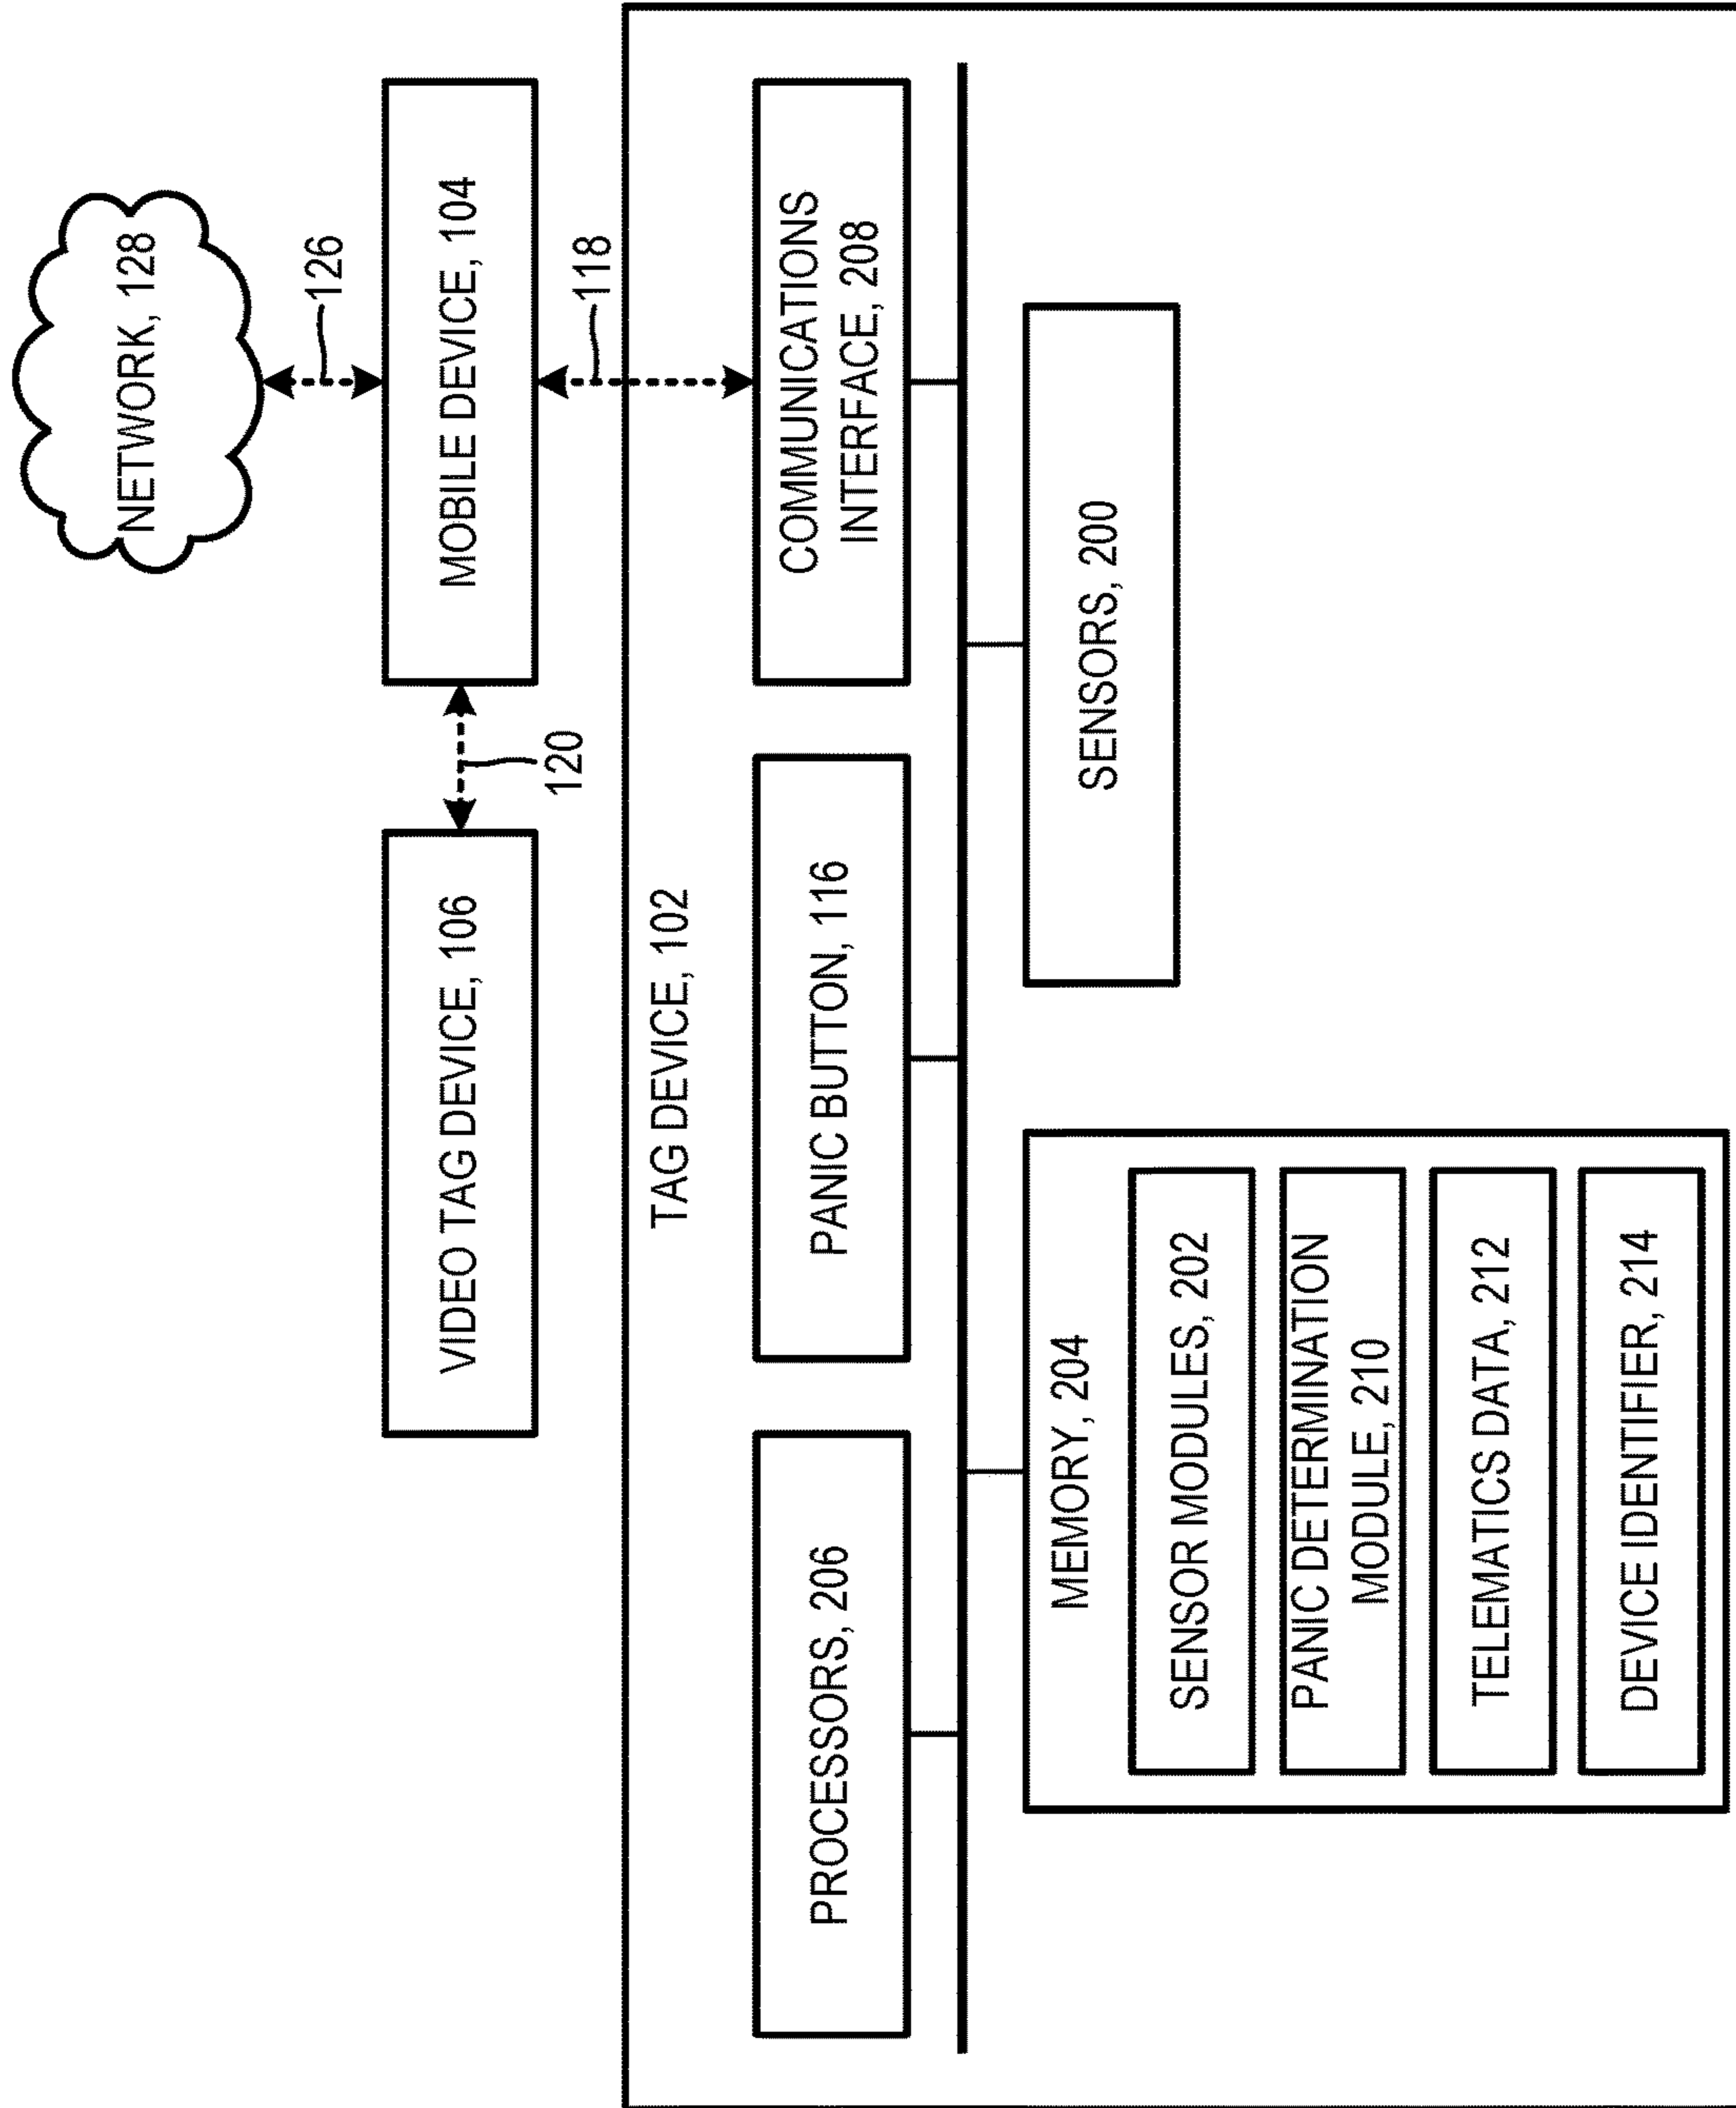 NETWORK, 128
126
VIDEO TAG DEVICE, 106
120
MOBILE DEVICE, 104
118
TAG DEVICE, 102
PROCESSORS, 206
PANIC BUTTON, 116
COMMUNICATIONS
INTERFACE, 208
MEMORY, 204
SENSOR MODULES, 202
PANIC DETERMINATION
MODULE, 210
TELEMATICS DATA, 212
DEVICE IDENTIFIER, 214
SENSORS, 200